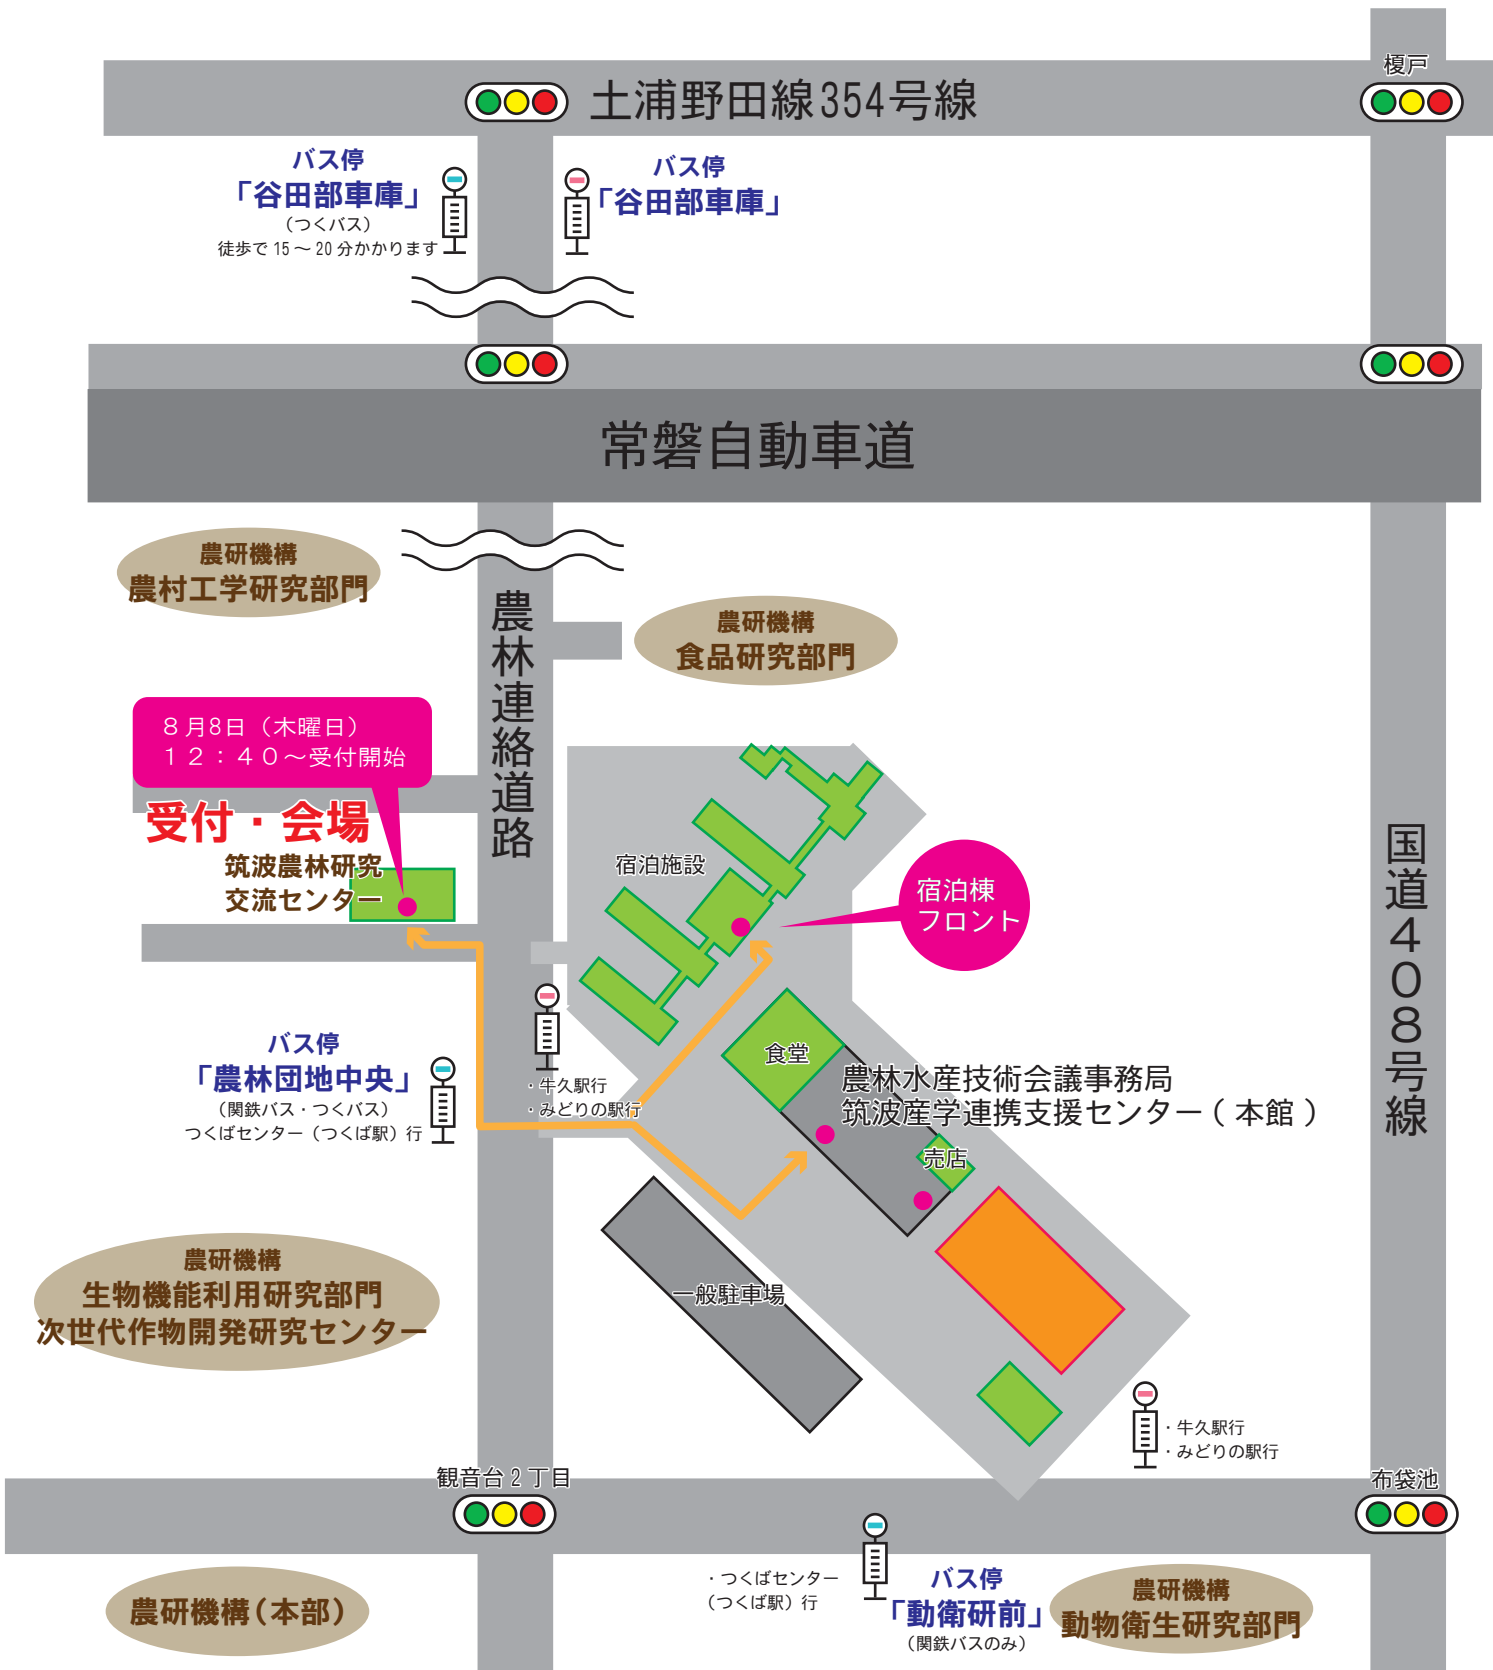 榎戸
土浦野田線354号線
バス停
「谷田部車庫」
（つくバス）
徒歩で 15 ～ 20 分かかります
バス停
「谷田部車庫」
常磐自動車道
農研機構
農村工学研究部門
農林連絡道路
農研機構
食品研究部門
８月8日（木曜日）
１２：４０～受付開始
受付・会場
筑波農林研究
交流センター
宿泊施設
宿泊棟
フロント
国道４０８号線
バス停
「農林団地中央」
（関鉄バス・つくバス）
つくばセンター（つくば駅）行
・牛久駅行
・みどりの駅行
食堂
農林水産技術会議事務局
筑波産学連携支援センター( 本館 )
売店
一般駐車場
農研機構
生物機能利用研究部門
次世代作物開発研究センター
・牛久駅行
・みどりの駅行
観音台２丁目
布袋池
農研機構(本部)
・つくばセンター
（つくば駅）行
バス停
「動衛研前」
（関鉄バスのみ）
農研機構
動物衛生研究部門